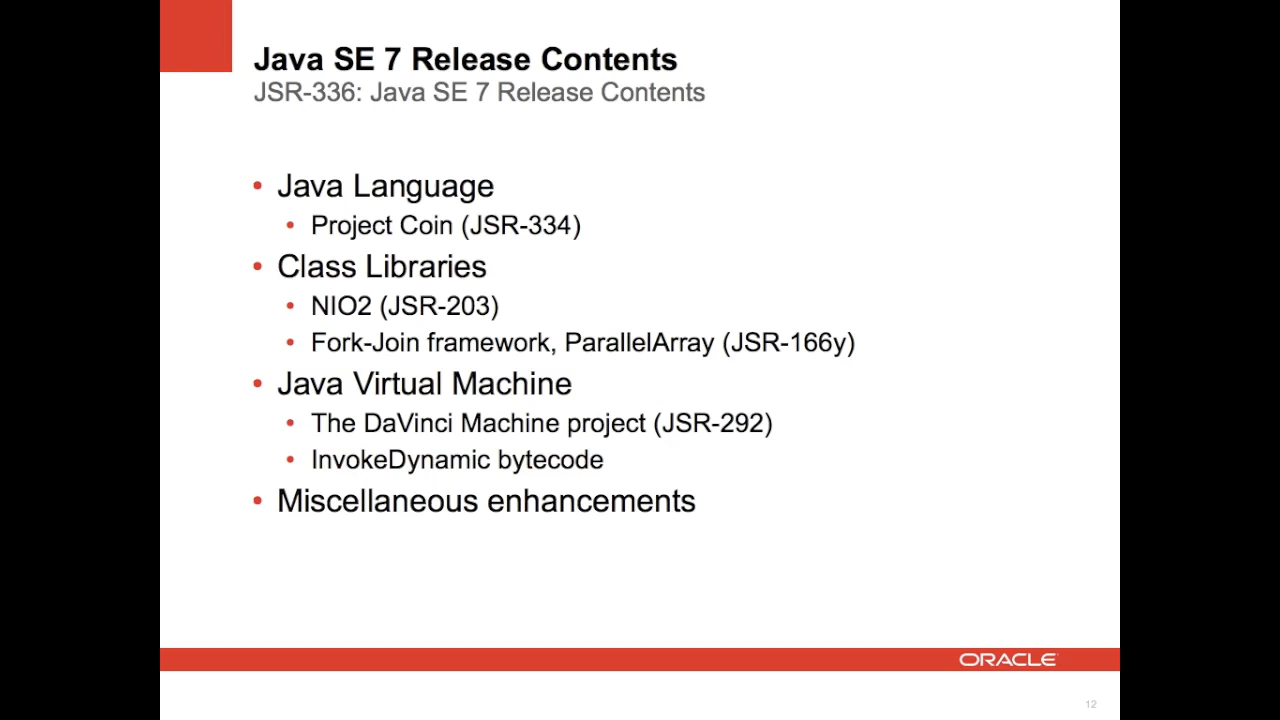 Java SE 7 Release Contents
JSR-336: Java SE 7 Release Contents
• Java Language
• Project Coin (JSR-334)
• Class Libraries
• NIO2 (JSR-203)
• Fork-Join framework, ParallelArray (JSR-166y)
• Java Virtual Machine
• The DaVinci Machine project (JSR-292)
• InvokeDynamic bytecode
• Miscellaneous enhancements
ORACLE
12